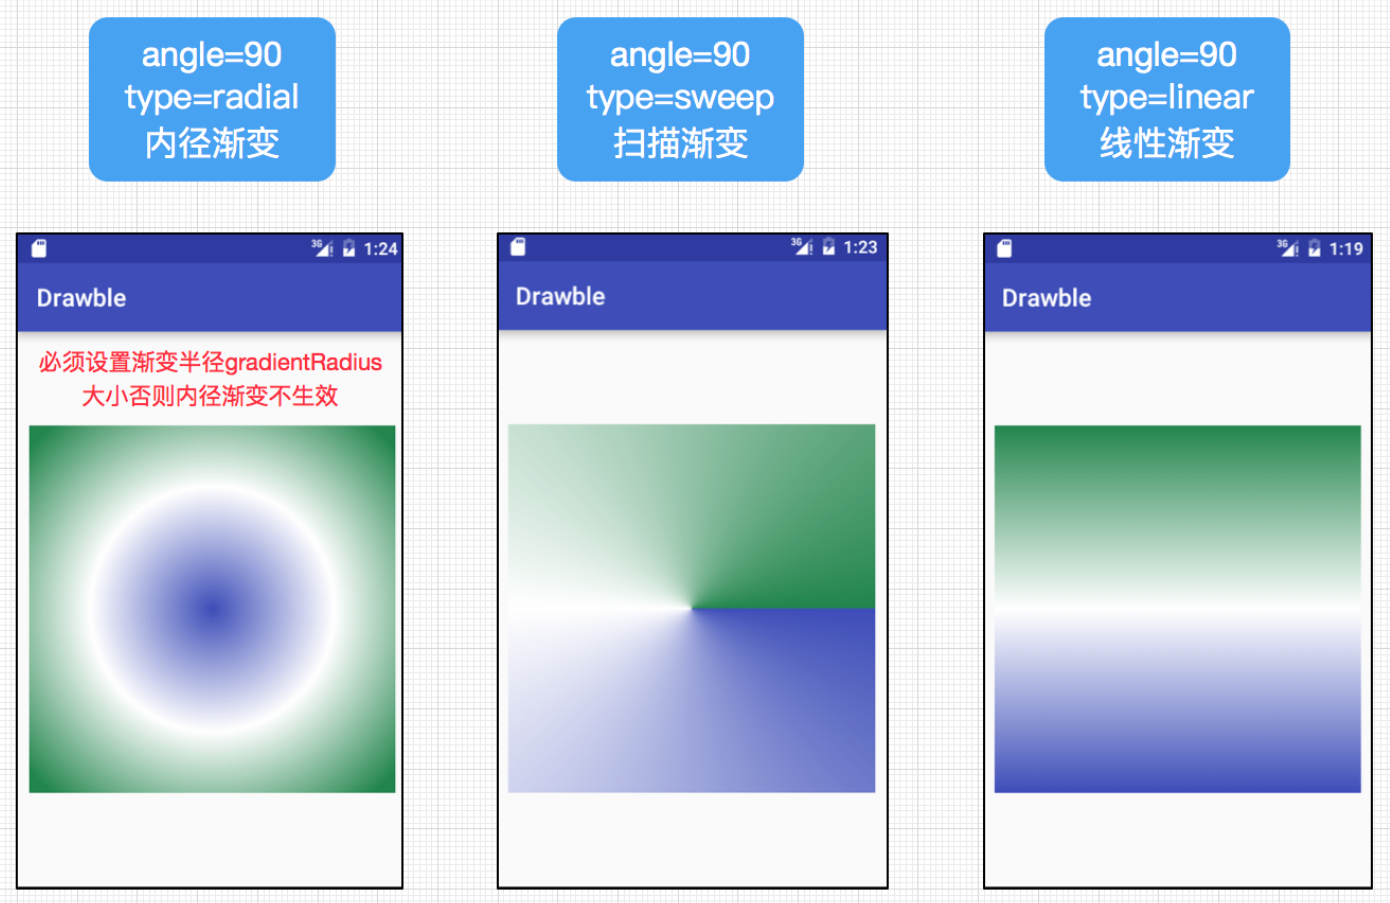 angle=90
type=radial
内径渐变
angle=90
type=sweep
扫描渐变
angle=90
type=linear
线性渐变
3G 1:24
Drawble
必须设置渐变半径gradientRadius
大小否则内径渐变不生效
3G 1:23
Drawble
3G 1:19
Drawble